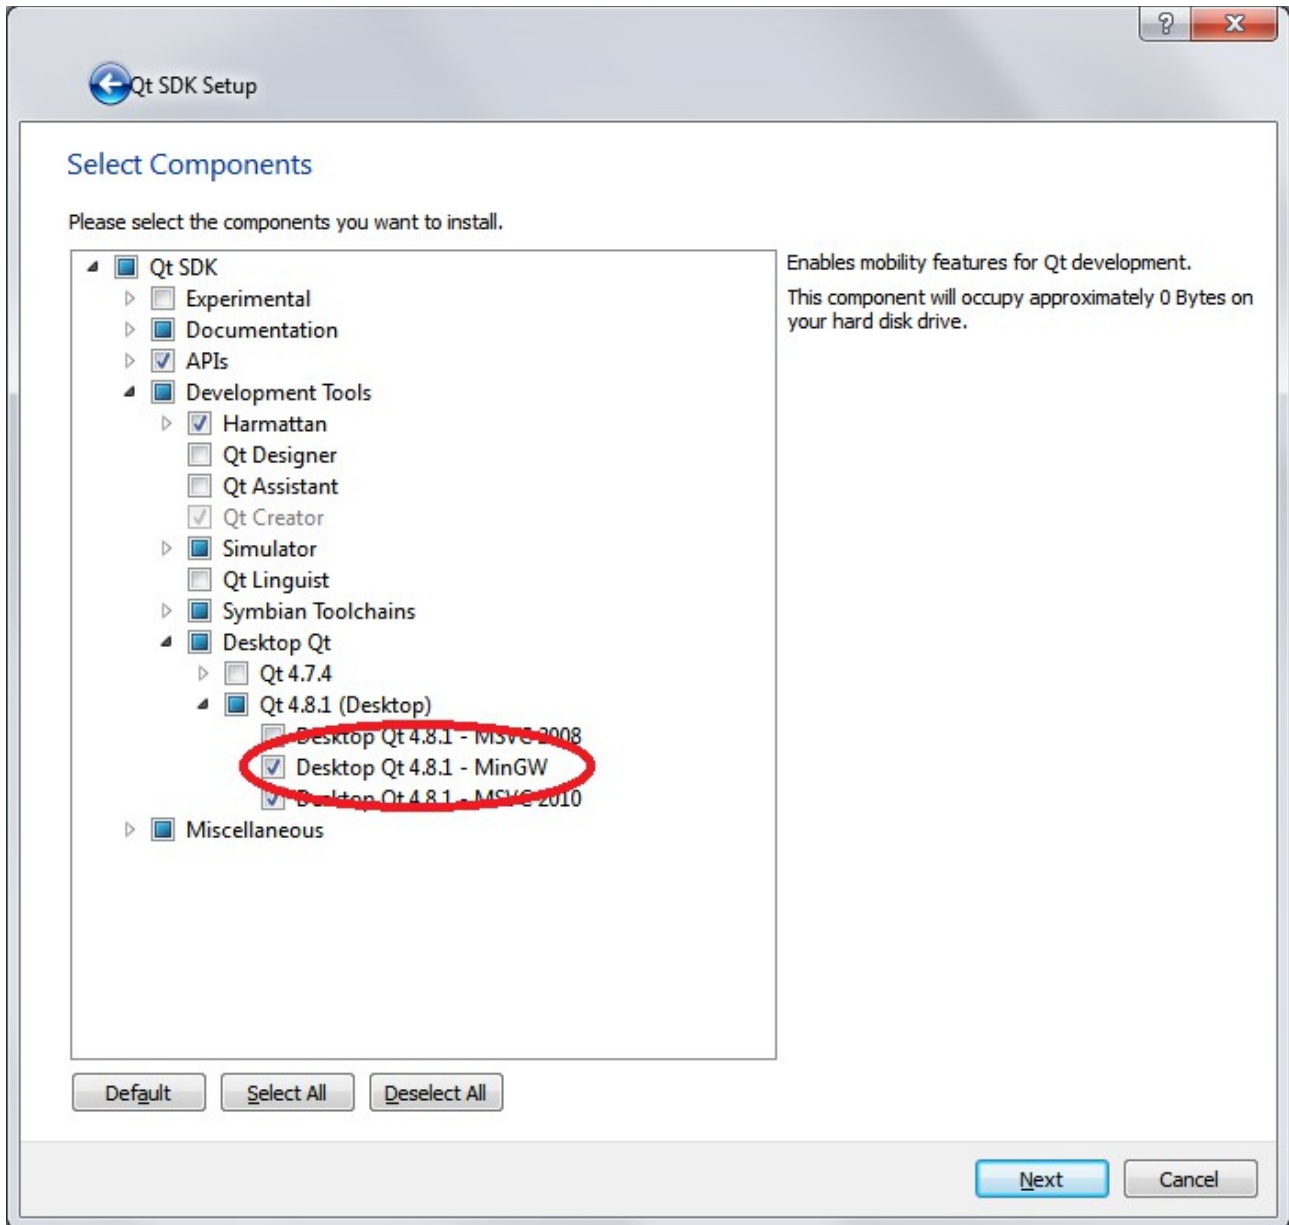 Qt SDK Setup
Select Components
Please select the components you want to install.
Qt SDK
Experimental
Documentation
APIs
Development Tools
Harmattan
Qt Designer
Qt Assistant
Qt Creator
Simulator
Qt Linguist
Symbian Toolchains
Desktop Qt
Qt 4.7.4
Qt 4.8.1 (Desktop)
Desktop Qt 4.8.1 - MSVC 2008
Desktop Qt 4.8.1 - MinGW
Desktop Qt 4.8.1 - MSVC 2010
Miscellaneous
Enables mobility features for Qt development.
This component will occupy approximately 0 Bytes on
your hard disk drive.
Default Select All Deselect All
Next Cancel